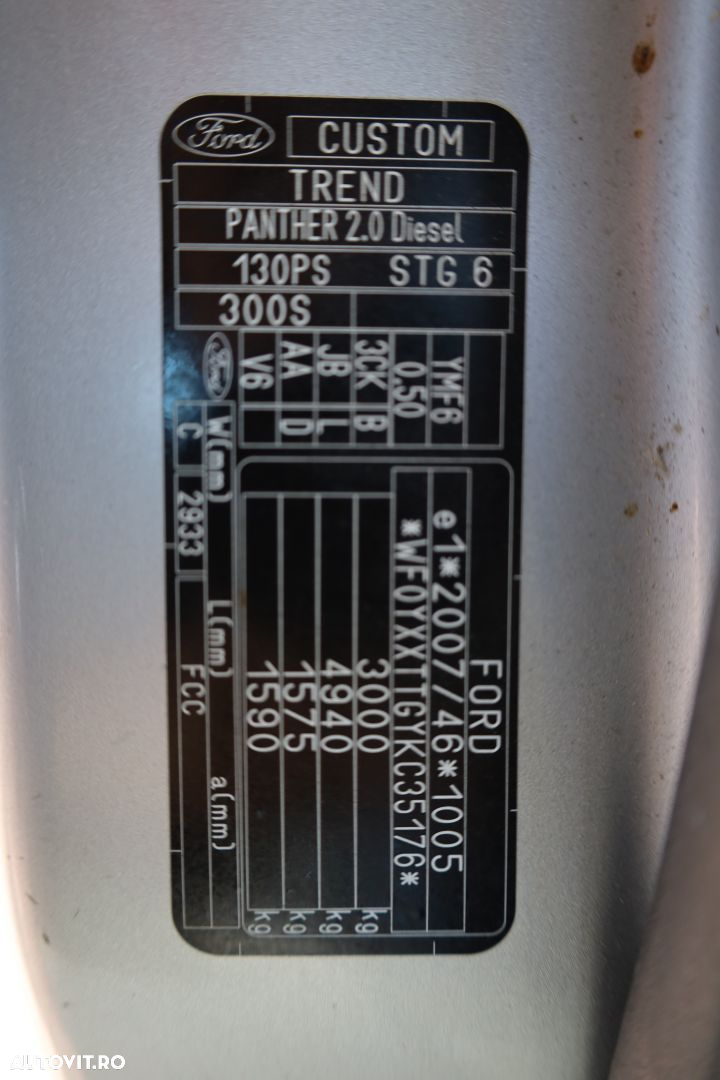 Ford CUSTOM
TREND
PANTHER 2.0 Diesel
130PS STG 6
300S
Ford
YMF6
0,50
3CK B
JB L
AA D
V6
FORD
e1*2007/46*1005
*WF0YXXTTGYKC35176*
3000 kg
4940 kg
1575 kg
1590 kg
W(mm) L(mm) a(mm)
C 2933 FCC
AUTOVIT.RO